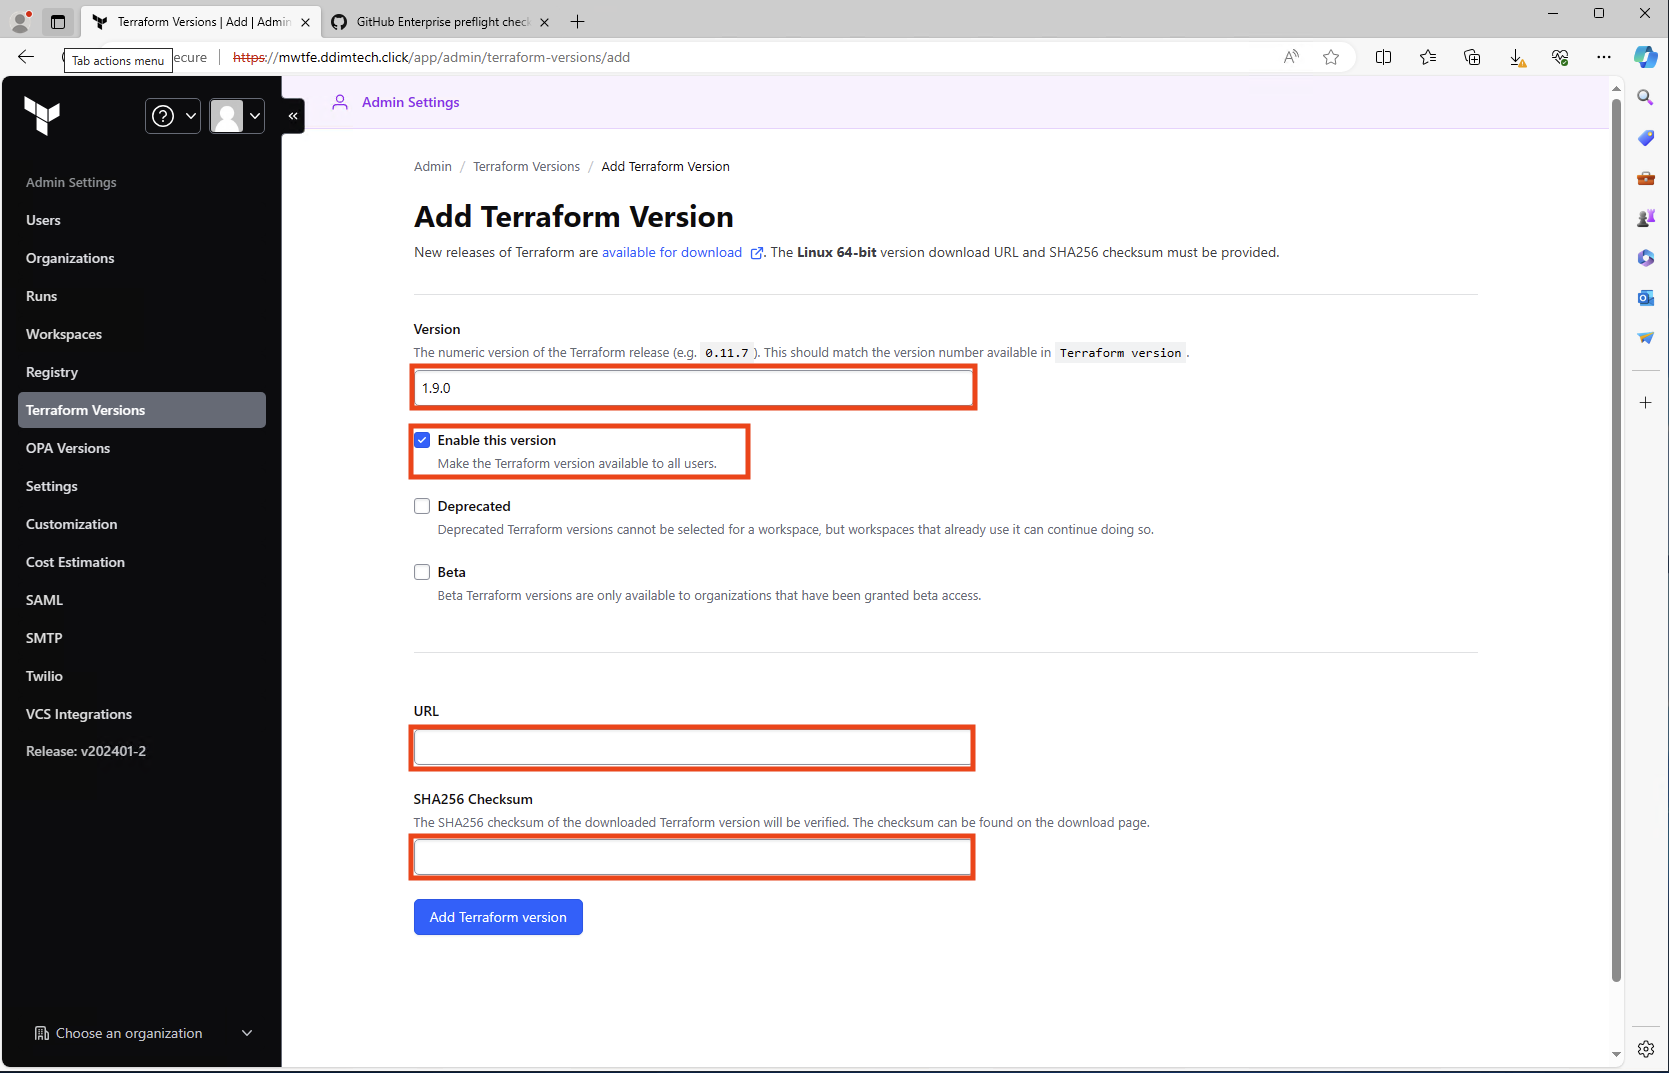 Terraform Versions | Add | Admin
GitHub Enterprise preflight chec
Tab actions menu
ecure
https://mwtfe.ddimtech.click/app/admin/terraform-versions/add
Admin Settings
Users
Organizations
Runs
Workspaces
Registry
Terraform Versions
OPA Versions
Settings
Customization
Cost Estimation
SAML
SMTP
Twilio
VCS Integrations
Release: v202401-2
Choose an organization
Admin Settings
Admin / Terraform Versions / Add Terraform Version
Add Terraform Version
New releases of Terraform are available for download. The Linux 64-bit version download URL and SHA256 checksum must be provided.
Version
The numeric version of the Terraform release (e.g. 0.11.7 ). This should match the version number available in Terraform version .
1.9.0
Enable this version
Make the Terraform version available to all users.
Deprecated
Deprecated Terraform versions cannot be selected for a workspace, but workspaces that already use it can continue doing so.
Beta
Beta Terraform versions are only available to organizations that have been granted beta access.
URL
SHA256 Checksum
The SHA256 checksum of the downloaded Terraform version will be verified. The checksum can be found on the download page.
Add Terraform version